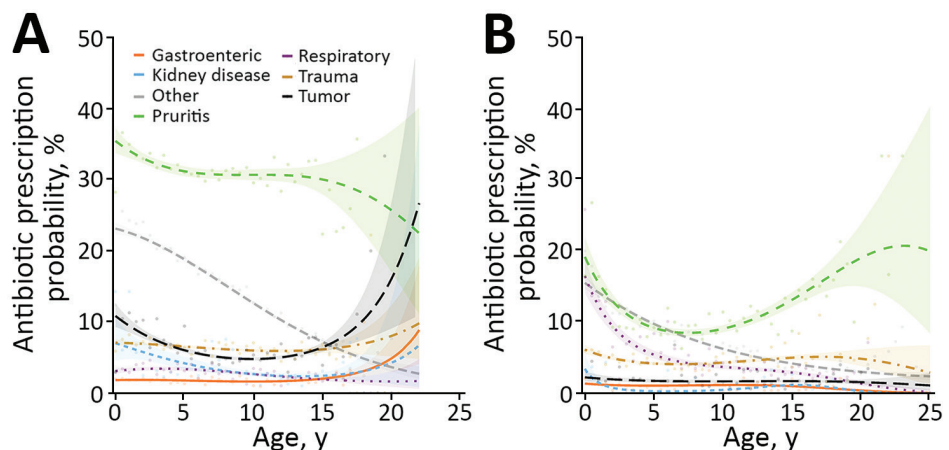 A
B
Antibiotic prescription
probability, %
50
40
30
20
10
0
Gastroenteric
Kidney disease
Other
Pruritis
Respiratory
Trauma
Tumor
0 5 10 15 20 25
Age, y
Antibiotic prescription
probability, %
50
40
30
20
10
0
0 5 10 15 20 25
Age, y